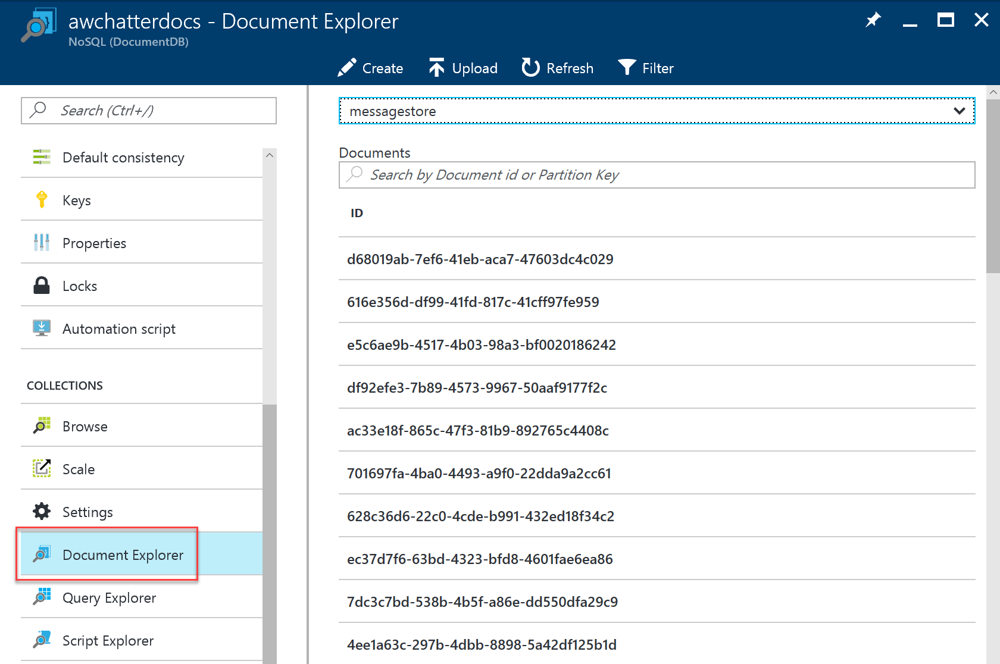 awchatterdocs - Document Explorer
NoSQL (DocumentDB)
Create Upload Refresh Filter
Search (Ctrl+/)
Default consistency
Keys
Properties
Locks
Automation script
COLLECTIONS
Browse
Scale
Settings
Document Explorer
Query Explorer
Script Explorer
messagestore
Documents
Search by Document id or Partition Key
ID
d68019ab-7ef6-41eb-aca7-47603dc4c029
616e356d-df99-41fd-817c-41cff97fe959
e5c6ae9b-4517-4b03-98a3-bf0020186242
df92efe3-7b89-4573-9967-50aaf9177f2c
ac33e18f-865c-47f3-81b9-892765c4408c
701697fa-4ba0-4493-a9f0-22dda9a2cc61
628c36d6-22c0-4cde-b991-432ed18f34c2
ec37d7f6-63bd-4323-bfd8-4601fae6ea86
7dc3c7bd-538b-4b5f-a86e-dd550dfa29c9
4ee1a63c-297b-4dbb-8898-5a42df125b1d